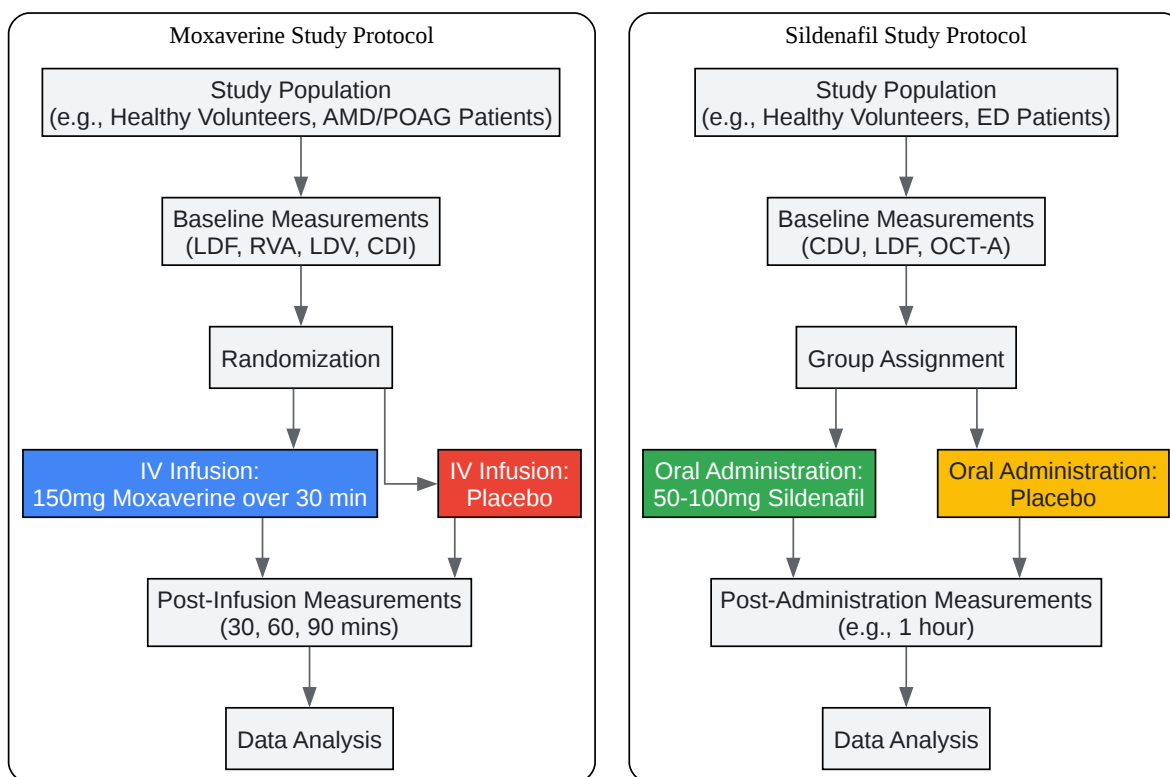 Moxaverine Study Protocol
Study Population
(e.g., Healthy Volunteers, AMD/POAG Patients)
Baseline Measurements
(LDF, RVA, LDV, CDI)
Randomization
IV Infusion:
150mg Moxaverine over 30 min
IV Infusion:
Placebo
Post-Infusion Measurements
(30, 60, 90 mins)
Data Analysis
Sildenafil Study Protocol
Study Population
(e.g., Healthy Volunteers, ED Patients)
Baseline Measurements
(CDU, LDF, OCT-A)
Group Assignment
Oral Administration:
50-100mg Sildenafil
Oral Administration:
Placebo
Post-Administration Measurements
(e.g., 1 hour)
Data Analysis